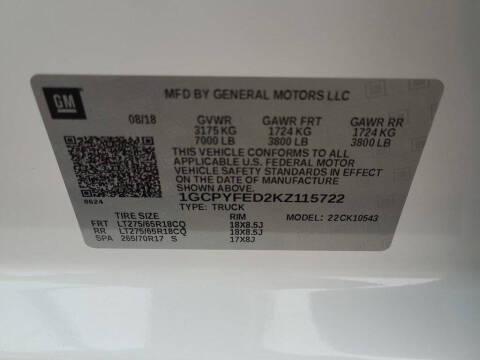 GM
MFD BY GENERAL MOTORS LLC
08/18 GVWR GAWR FRT GAWR RR
3175 KG 1724 KG 1724 KG
7000 LB 3800 LB 3800 LB
THIS VEHICLE CONFORMS TO ALL
APPLICABLE U.S. FEDERAL MOTOR
VEHICLE SAFETY STANDARDS IN EFFECT
ON THE DATE OF MANUFACTURE
SHOWN ABOVE.
8624
1GCPYFED2KZ115722
TYPE: TRUCK MODEL: 22CK10543
TIRE SIZE RIM
FRT LT275/65R18CQ 18X8.5J
RR LT275/65R18CQ 18X8.5J
SPA 265/70R17 S 17X8J